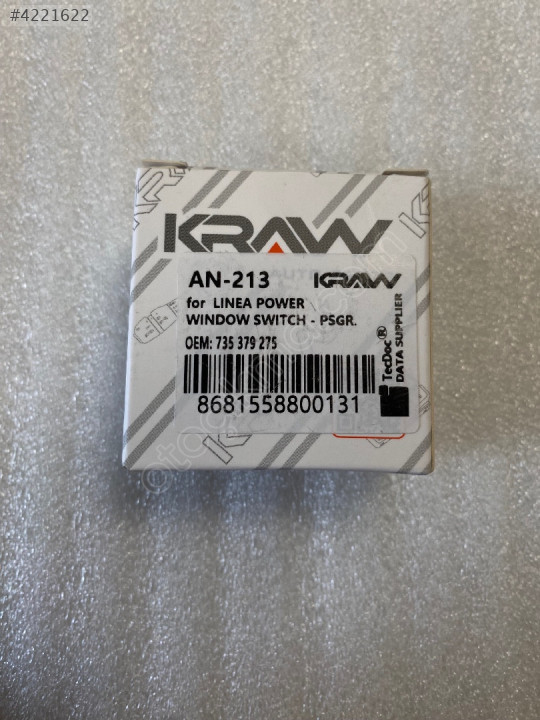 #4221622
KRAW
AN-213
KRAW
for LINEA POWER
WINDOW SWITCH - PSGR.
OEM: 735 379 275
8681558800131
TecDoc®
DATA SUPPLIER